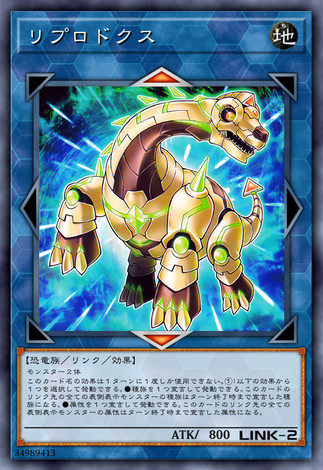 リプロドクス
地
【恐竜族／リンク／効果】
モンスター２体
このカード名の効果は１ターンに１度しか使用できない。①：以下の効果から
１つを選択して発動できる。●種族を１つ宣言して発動できる。このカードの
リンク先の全ての表側表示モンスターの種族はターン終了時まで宣言した種
族になる。●属性を１つ宣言して発動できる。このカードのリンク先の全ての
表側表示モンスターの属性はターン終了時まで宣言した属性になる。
ATK/ 800 LINK-2
34989413